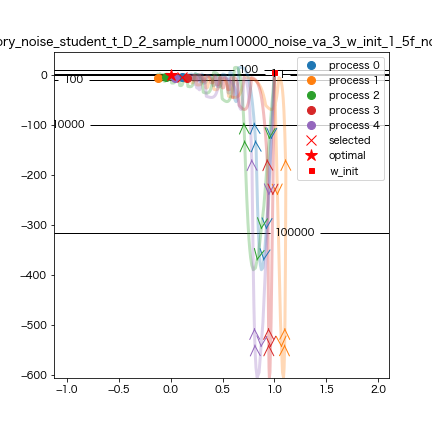 ory_noise_student_t_D_2_sample_num10000_noise_va_3_w_init_1_5f_no
process 0
process 1
process 2
process 3
process 4
selected
optimal
w_init
100
100
10000
100000
0
−100
−200
−300
−400
−500
−600
−1.0
−0.5
0.0
0.5
1.0
1.5
2.0